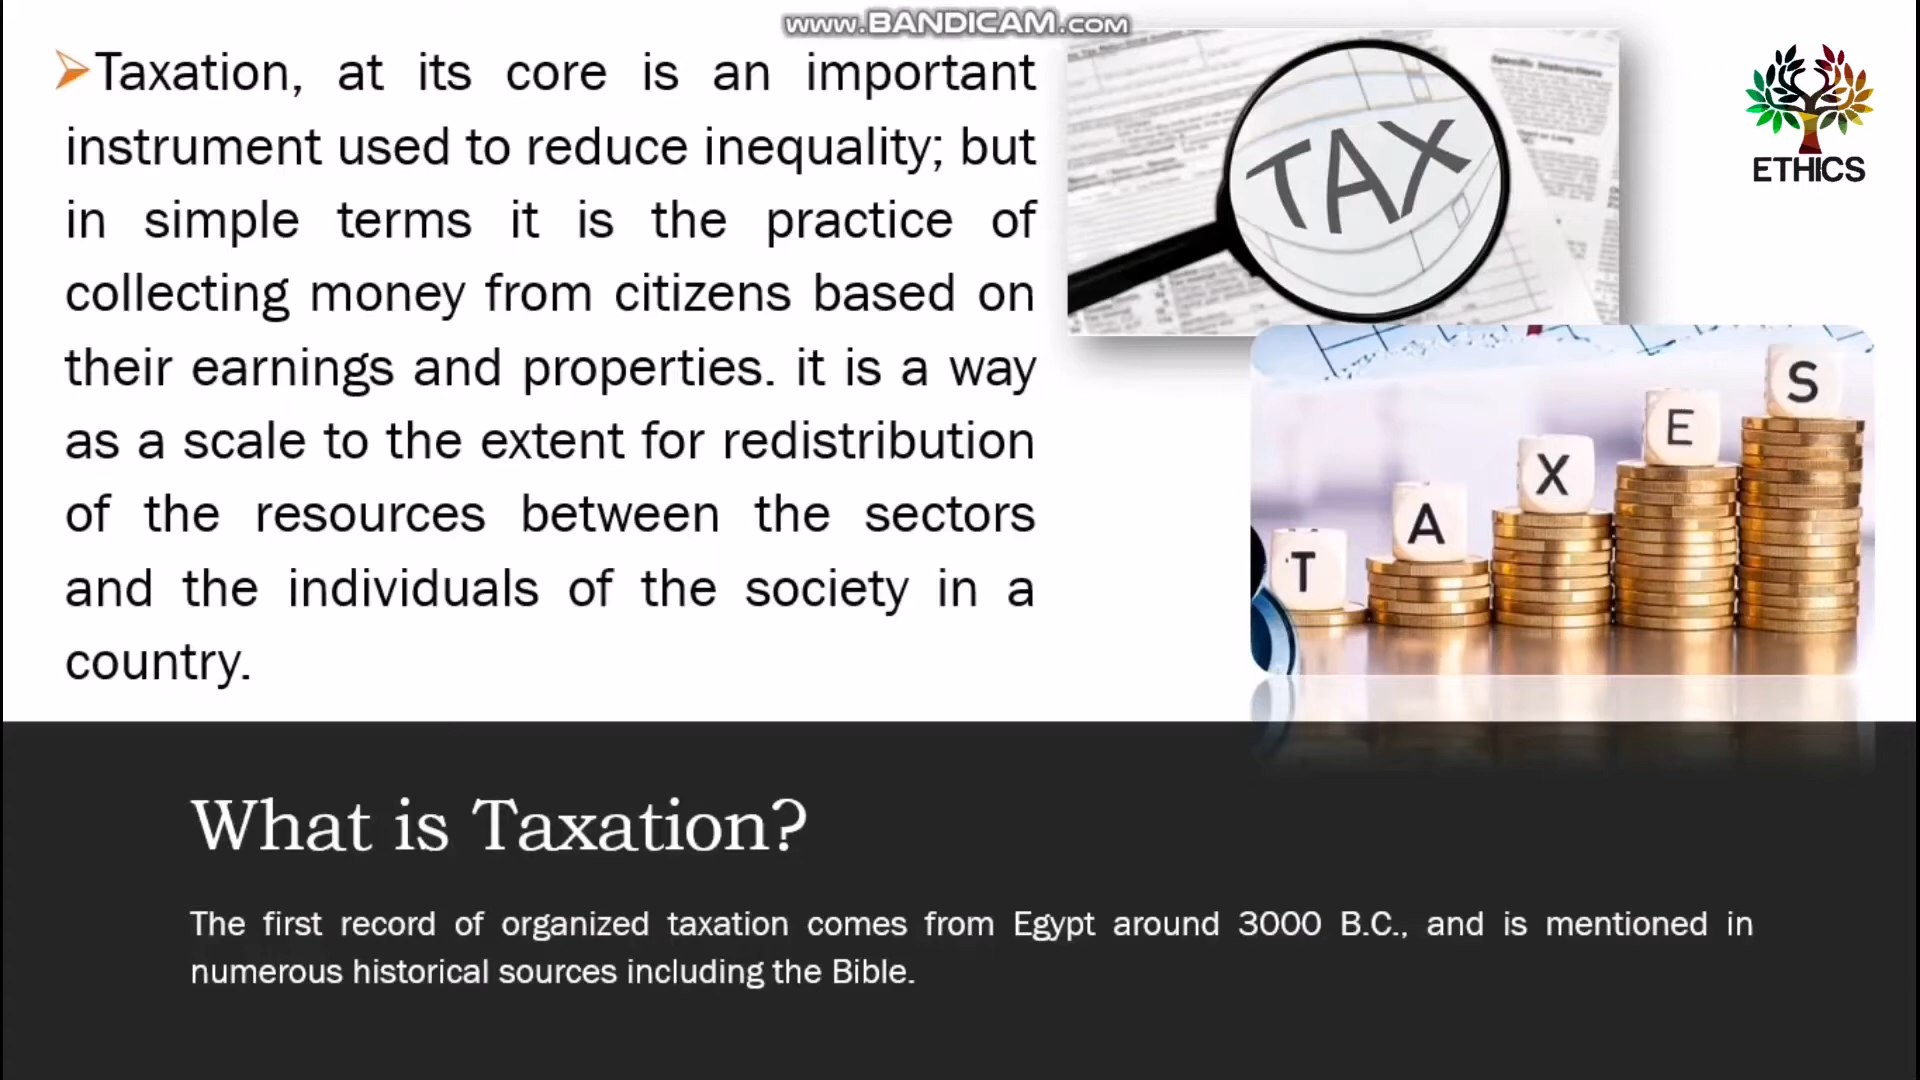 www.BANDICAM.com
Taxation, at its core is an important
instrument used to reduce inequality; but
in simple terms it is the practice of
collecting money from citizens based on
their earnings and properties. it is a way
as a scale to the extent for redistribution
of the resources between the sectors
and the individuals of the society in a
country.
TAX
ETHICS
T A X E S
What is Taxation?
The first record of organized taxation comes from Egypt around 3000 B.C., and is mentioned in
numerous historical sources including the Bible.